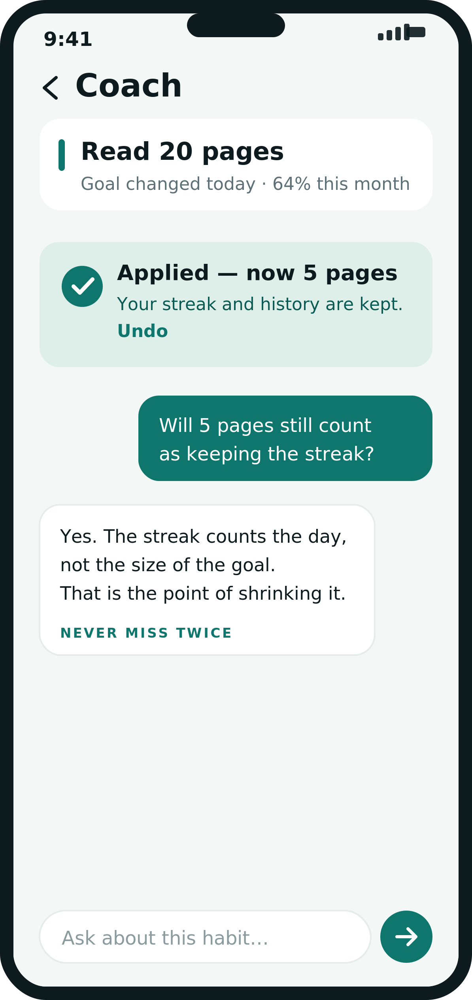 9:41
Coach
Read 20 pages
Goal changed today · 64% this month
Applied — now 5 pages
Your streak and history are kept.
Undo
Will 5 pages still count
as keeping the streak?
Yes. The streak counts the day,
not the size of the goal.
That is the point of shrinking it.
NEVER MISS TWICE
Ask about this habit…